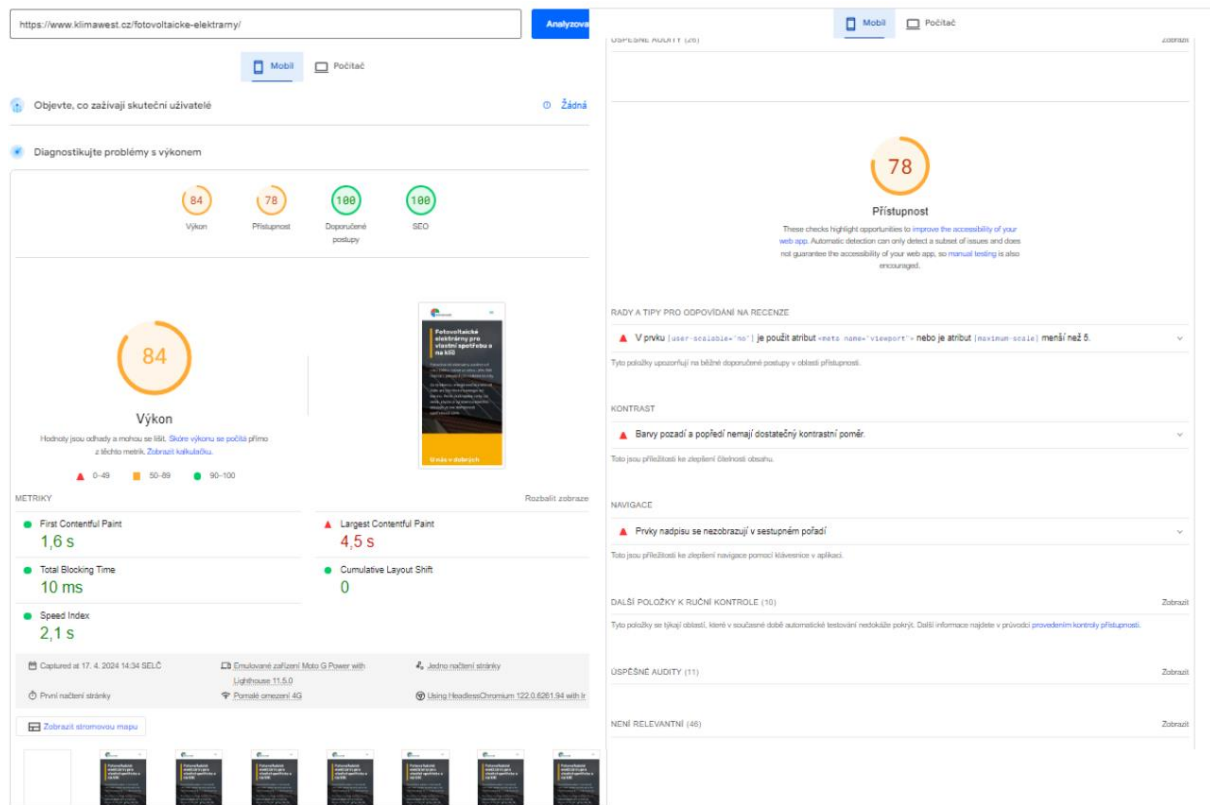 https://www.klimawest.cz/fotovoltaicke-elektrarny/
Analyzova
Mobil
Počítač
Objevte, co zažívají skuteční uživatelé
Žádná
Diagnostikujte problémy s výkonem
84
78
100
100
Výkon
Přístupnost
Doporučené
postupy
SEO
84
Výkon
Hodnoty jsou odhady a mohou se lišit. Skóre výkonu se počítá přímo
z těchto metrik. Zobrazit kalkulačku.
0–49
50–89
90–100
Fotovoltaické
elektrárny pro
vlastní spotřebu a
na klíč
U nás v dobrých
METRIKY
Rozbalit zobraze
First Contentful Paint
1,6 s
Largest Contentful Paint
4,5 s
Total Blocking Time
10 ms
Cumulative Layout Shift
0
Speed Index
2,1 s
Captured at 17. 4. 2024 14:34 SELČ
Emulované zařízení Moto G Power with
Lighthouse 11.5.0
Jedno načtení stránky
První načtení stránky
Pomalé omezení 4G
Using HeadlessChromium 122.0.6261.94 with lr
Zobrazit stromovou mapu
Mobil
Počítač
ÚSPĚŠNÉ AUDITY (26)
Zobrazit
78
Přístupnost
These checks highlight opportunities to improve the accessibility of your
web app. Automatic detection can only detect a subset of issues and does
not guarantee the accessibility of your web app, so manual testing is also
encouraged.
RADY A TIPY PRO ODPOVÍDÁNÍ NA RECENZE
V prvku [user-scalable="no"] je použit atribut <meta name="viewport"> nebo je atribut [maximum-scale] menší než 5.
Tyto položky upozorňují na běžné doporučené postupy v oblasti přístupnosti.
KONTRAST
Barvy pozadí a popředí nemají dostatečný kontrastní poměr.
Toto jsou příležitosti ke zlepšení čitelnosti obsahu.
NAVIGACE
Prvky nadpisu se nezobrazují v sestupném pořadí
Toto jsou příležitosti ke zlepšení navigace pomocí klávesnice v aplikaci.
DALŠÍ POLOŽKY K RUČNÍ KONTROLE (10)
Zobrazit
Tyto položky se týkají oblastí, které v současné době automatické testování nedokáže pokrýt. Další informace najdete v průvodci provedením kontroly přístupnosti.
ÚSPĚŠNÉ AUDITY (11)
Zobrazit
NENÍ RELEVANTNÍ (46)
Zobrazit